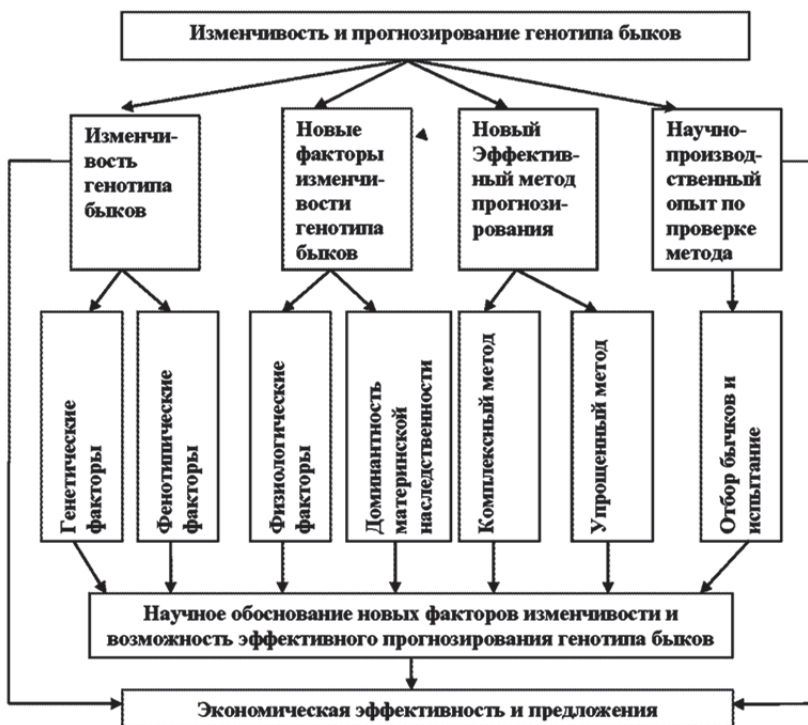 Изменчивость и прогнозирование генотипа быков
Изменчи-
вость
генотипа
быков
Новые
факторы
изменчи-
вости
генотипа
быков
Новый
Эффектив-
ный метод
прогнози-
рования
Научно-
производ-
ственный
опыт по
проверке
метода
Генетические
факторы
Фенотипические
факторы
Физиологические
факторы
Доминантность
материнской
наследственности
Комплексный метод
Упрощенный метод
Отбор бычков и
испытание
Научное обоснование новых факторов изменчивости и
возможность эффективного прогнозирования генотипа быков
Экономическая эффективность и предложения